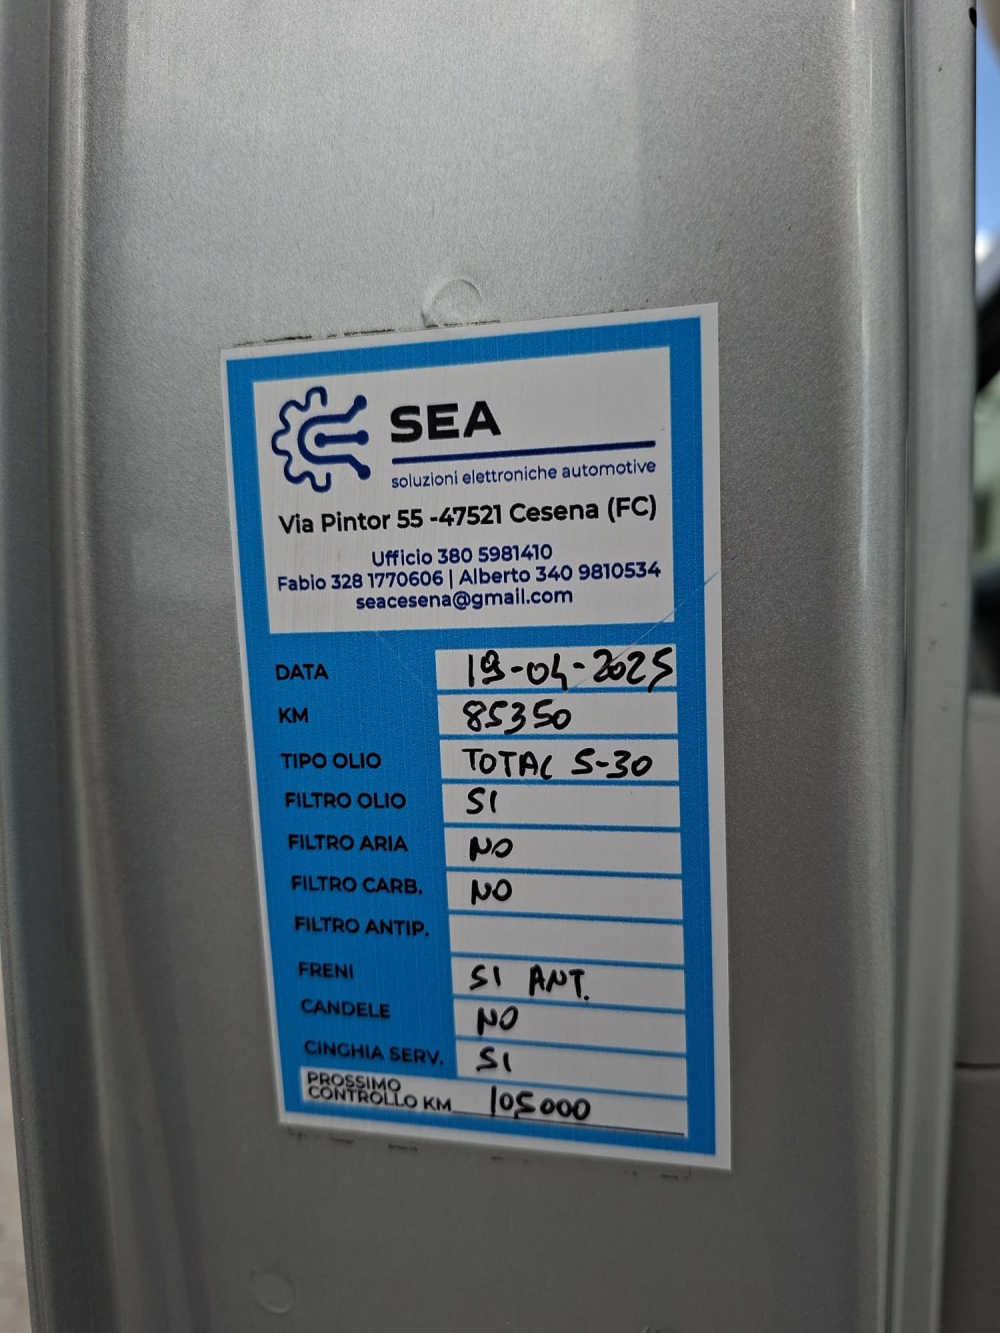 SEA
soluzioni elettroniche automotive
Via Pintor 55 -47521 Cesena (FC)
Ufficio 380 5981410
Fabio 328 1770606 | Alberto 340 9810534
seacesena@gmail.com
DATA 19-04-2025
KM 85350
TIPO OLIO TOTAL 5-30
FILTRO OLIO SI
FILTRO ARIA NO
FILTRO CARB. NO
FILTRO ANTIP.
FRENI SI ANT.
CANDELE NO
CINGHIA SERV. SI
PROSSIMO
CONTROLLO KM 105000